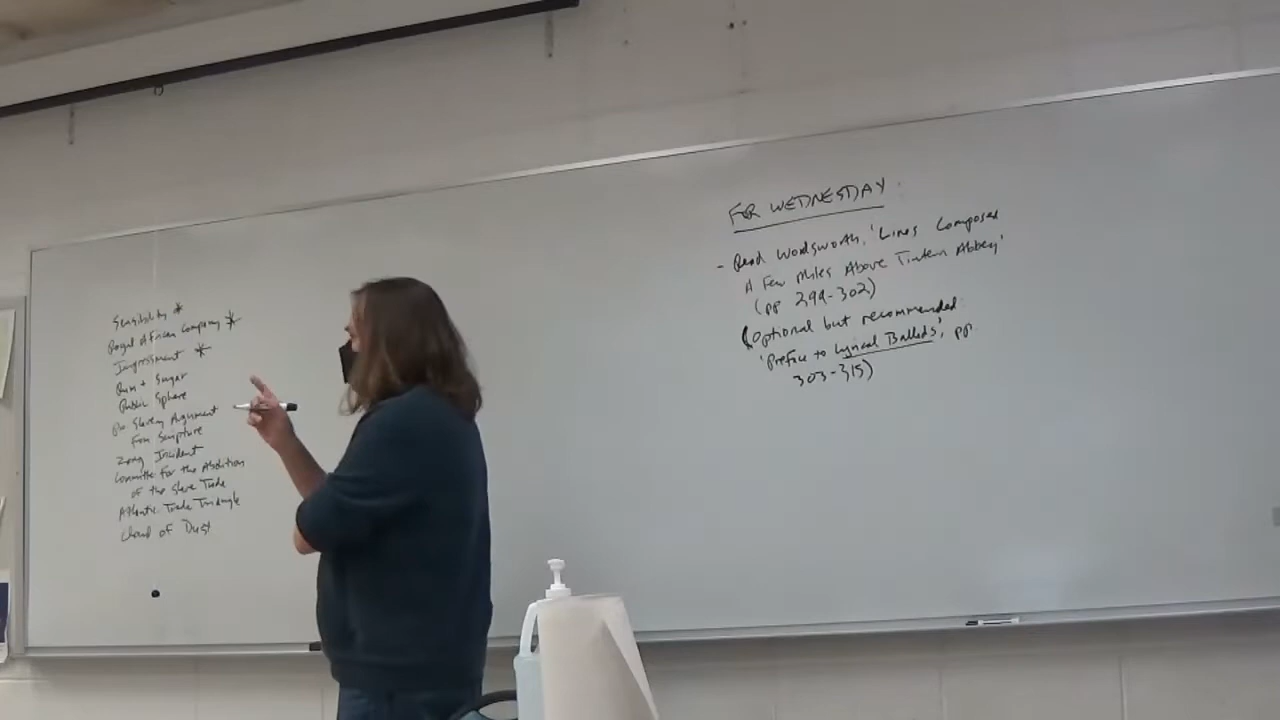 Sensibility *
Royal African Company *
Impressment *
Rum + Sugar
Public Sphere
Pro Slavery Argument
from Scripture
Zong Incident
Committee for the Abolition
of the Slave Trade
Atlantic Trade Triangle
Cloud of Dust
FOR WEDNESDAY
- Read Wordsworth, 'Lines Composed
A Few Miles Above Tintern Abbey'
(pp 299-302)
(optional but recommended
'Preface to Lyrical Ballads', pp
303-315)